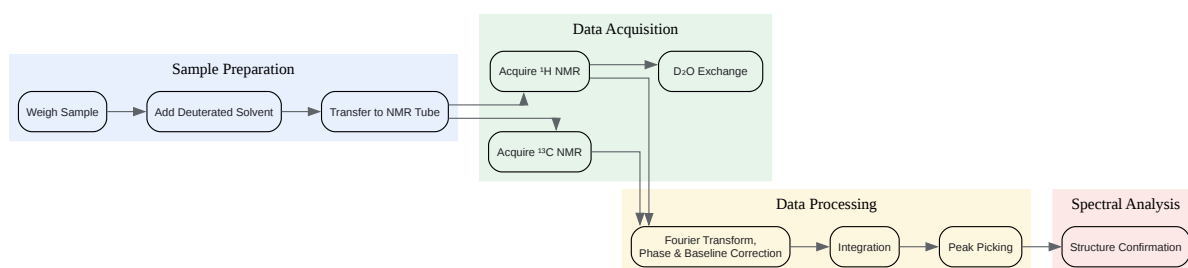 Sample Preparation
Weigh Sample
Add Deuterated Solvent
Transfer to NMR Tube
Data Acquisition
Acquire ¹H NMR
D₂O Exchange
Acquire ¹³C NMR
Data Processing
Fourier Transform,
Phase & Baseline Correction
Integration
Peak Picking
Spectral Analysis
Structure Confirmation